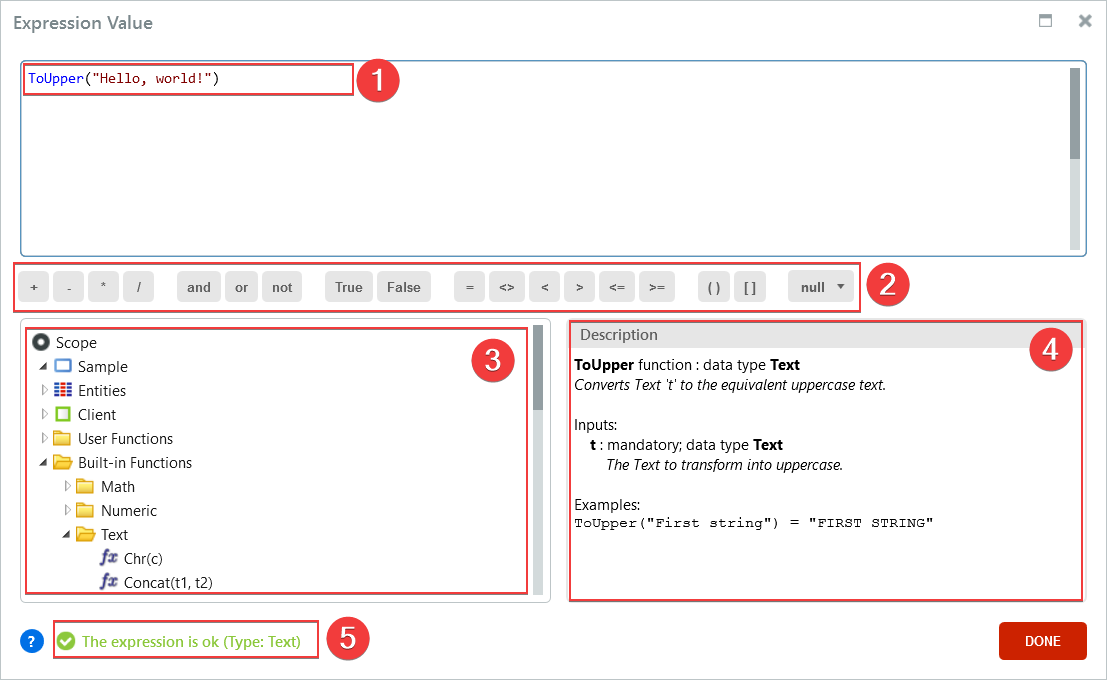 Expression Value
ToUpper("Hello, world!")
1
+ - * / and or not True False = <> < > <= >= ( ) [ ] null
2
Scope
Sample
Entities
Client
User Functions
Built-in Functions
Math
Numeric
Text
fx Chr(c)
fx Concat(t1, t2)
3
Description
4
ToUpper function : data type Text
Converts Text 't' to the equivalent uppercase text.
Inputs:
t : mandatory; data type Text
The Text to transform into uppercase.
Examples:
ToUpper("First string") = "FIRST STRING"
? The expression is ok (Type: Text)
5
DONE